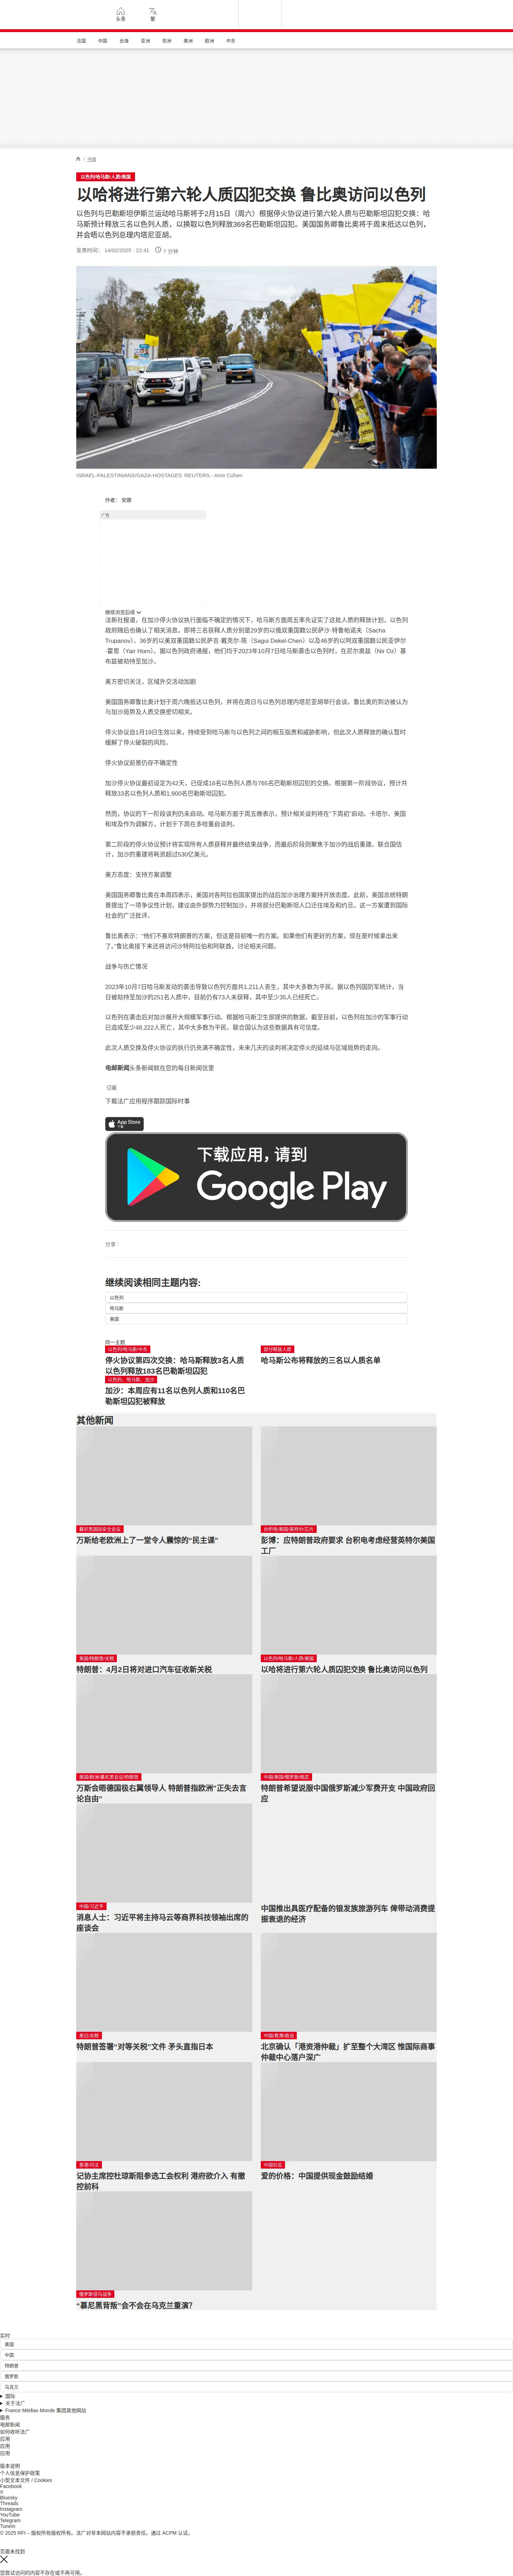 头条
繁
法国
中国
台海
亚洲
非洲
美洲
欧洲
中东
/ 中国
以色列/哈马斯/人质/美国
以哈将进行第六轮人质囚犯交换 鲁比奥访问以色列
以色列与巴勒斯坦伊斯兰运动哈马斯将于2月15日（周六）根据停火协议进行第六轮人质与巴勒斯坦囚犯交换：哈
马斯预计释放三名以色列人质，以换取以色列释放369名巴勒斯坦囚犯。美国国务卿鲁比奥将于周末抵达以色列，
并会晤以色列总理内塔尼亚胡。
发表时间： 14/02/2025 - 22:41
7 分钟
ISRAEL-PALESTINIANS/GAZA-HOSTAGES REUTERS - Amir Cohen
作者： 安娜
广告
继续浏览后续
法新社报道，在加沙停火协议执行面临不确定的情况下，哈马斯方面周五率先证实了这批人质的释放计划，以色列
政府随后也确认了相关消息。即将三名获释人质分别是29岁的以俄双重国籍公民萨沙·特鲁帕诺夫（Sacha
Trupanov）、36岁的以美双重国籍公民萨吉·戴克尔-陈（Sagui Dekel-Chen）以及46岁的以阿双重国籍公民亚伊尔
·霍恩（Yair Horn）。据以色列政府通报，他们均于2023年10月7日哈马斯袭击以色列时，在尼尔奥兹（Nir Oz）基
布兹被劫持至加沙。
美方密切关注，区域外交活动加剧
美国国务卿鲁比奥计划于周六晚抵达以色列，并将在周日与以色列总理内塔尼亚胡举行会谈。鲁比奥的到访被认为
与加沙局势及人质交换密切相关。
停火协议自1月19日生效以来，持续受到哈马斯与以色列之间的相互指责和威胁影响，但此次人质释放的确认暂时
缓解了停火破裂的风险。
停火协议前景仍存不确定性
加沙停火协议最初设定为42天，已促成16名以色列人质与765名巴勒斯坦囚犯的交换。根据第一阶段协议，预计共
释放33名以色列人质和1,900名巴勒斯坦囚犯。
然而，协议的下一阶段谈判仍未启动。哈马斯方面于周五晚表示，预计相关谈判将在"下周初"启动。卡塔尔、美国
和埃及作为调解方，计划于下周在多哈重启谈判。
第二阶段的停火协议预计将实现所有人质获释并最终结束战争，而最后阶段则聚焦于加沙的战后重建。联合国估
计，加沙的重建将耗资超过530亿美元。
美方态度：支持方案调整
美国国务卿鲁比奥在本周四表示，美国对各阿拉伯国家提出的战后加沙治理方案持开放态度。此前，美国总统特朗
普提出了一项争议性计划，建议由外部势力控制加沙，并将部分巴勒斯坦人口迁往埃及和约旦。这一方案遭到国际
社会的广泛批评。
鲁比奥表示："他们不喜欢特朗普的方案，但这是目前唯一的方案。如果他们有更好的方案，现在是时候拿出来
了。"鲁比奥接下来还将访问沙特阿拉伯和阿联酋，讨论相关问题。
战争与伤亡情况
2023年10月7日哈马斯发动的袭击导致以色列方面共1,211人丧生，其中大多数为平民。据以色列国防军统计，当
日被劫持至加沙的251名人质中，目前仍有73人未获释，其中至少35人已经死亡。
以色列在袭击后对加沙展开大规模军事行动。根据哈马斯卫生部提供的数据，截至目前，以色列在加沙的军事行动
已造成至少48,222人死亡，其中大多数为平民。联合国认为这些数据具有可信度。
此次人质交换及停火协议的执行仍充满不确定性，未来几天的谈判将决定停火的延续与区域局势的走向。
电邮新闻头条新闻就在您的每日新闻信里
订阅
下载法广应用程序跟踪国际时事
App Store
下载
下载应用，请到
Google Play
分享 :
继续阅读相同主题内容:
以色列
哈马斯
美国
同一主题
以色列/哈马斯/中东
停火协议第四次交换：哈马斯释放3名人质
以色列释放183名巴勒斯坦囚犯
部分释放人质
哈马斯公布将释放的三名以人质名单
以色列、哈马斯、加沙
加沙：本周应有11名以色列人质和110名巴
勒斯坦囚犯被释放
其他新闻
慕尼黑国际安全会议
万斯给老欧洲上了一堂令人震惊的“民主课”
台积电/美国/英特尔/芯片
彭博：应特朗普政府要求 台积电考虑经营英特尔美国
工厂
美国/特朗普/关税
特朗普：4月2日将对进口汽车征收新关税
以色列/哈马斯/人质/美国
以哈将进行第六轮人质囚犯交换 鲁比奥访问以色列
美国/欧洲/慕尼黑会议/特朗普
万斯会晤德国极右翼领导人 特朗普指欧洲“正失去言
论自由”
中国/美国/俄罗斯/核武
特朗普希望说服中国俄罗斯减少军费开支 中国政府回
应
中国/习近平
消息人士：习近平将主持马云等商界科技领袖出席的
座谈会
中国推出具医疗配备的银发族旅游列车 俾带动消费提
振衰退的经济
美日/关税
特朗普签署“对等关税”文件 矛头直指日本
中国/香港/政治
北京确认「港资港仲裁」扩至整个大湾区 惟国际商事
仲裁中心落户深广
香港/司法
记协主席控杜琼斯阻参选工会权利 港府欲介入 有撤
控前科
中国社会
爱的价格：中国提供现金鼓励结婚
俄罗斯侵乌战争
“慕尼黑背叛”会不会在乌克兰重演?
实时
美国
中国
特朗普
俄罗斯
乌克兰
国际
关于法广
France Médias Monde 集团其他网站
服务
电邮新闻
如何收听法广
应用
应用
应用
版本说明
个人信息保护政策
小型文本文件 / Cookies
Facebook
X
Bluesky
Threads
Instagram
YouTube
Telegram
TuneIn
© 2025 RFI – 版权所有版权所有。法广对非本网站内容不承担责任。通过 ACPM 认证。
页面未找到
您尝试访问的内容不存在或不再可用。